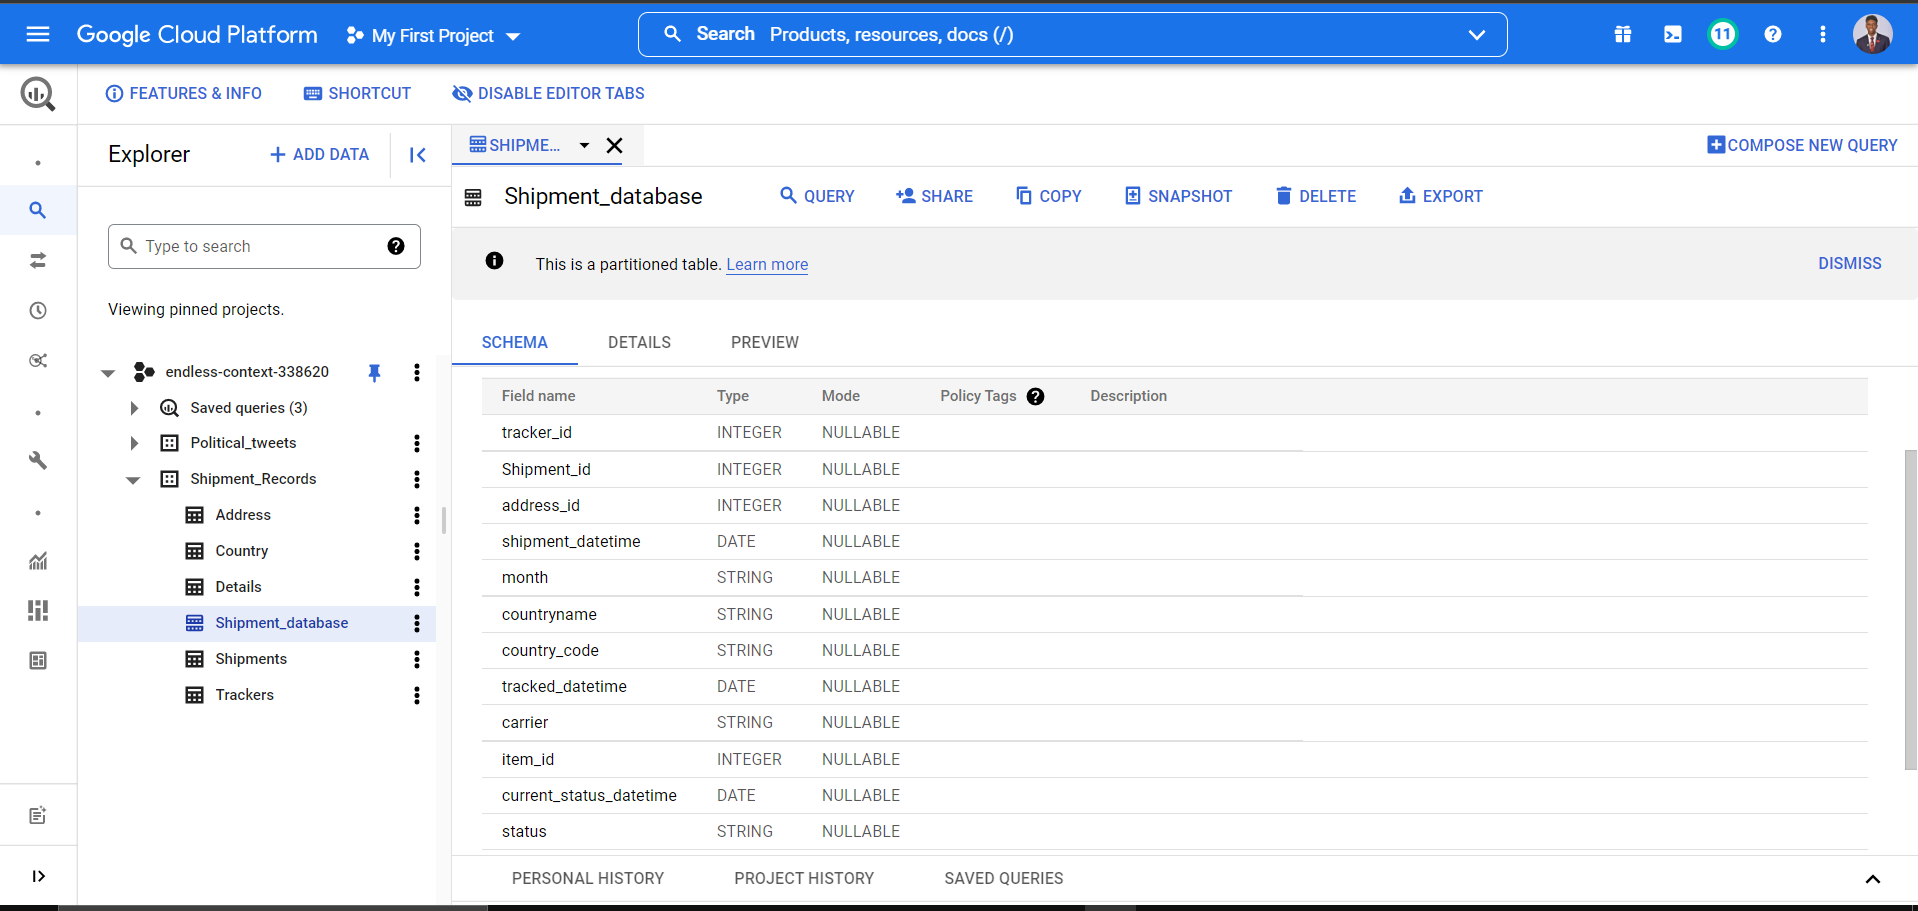 Google Cloud Platform My First Project Search Products, resources, docs (/) 11
FEATURES & INFO SHORTCUT DISABLE EDITOR TABS
Explorer ADD DATA
Type to search
Viewing pinned projects.
endless-context-338620
Saved queries (3)
Political_tweets
Shipment_Records
Address
Country
Details
Shipment_database
Shipments
Trackers
SHIPME... COMPOSE NEW QUERY
Shipment_database QUERY SHARE COPY SNAPSHOT DELETE EXPORT
This is a partitioned table. Learn more DISMISS
SCHEMA DETAILS PREVIEW
Field name Type Mode Policy Tags Description
tracker_id INTEGER NULLABLE
Shipment_id INTEGER NULLABLE
address_id INTEGER NULLABLE
shipment_datetime DATE NULLABLE
month STRING NULLABLE
countryname STRING NULLABLE
country_code STRING NULLABLE
tracked_datetime DATE NULLABLE
carrier STRING NULLABLE
item_id INTEGER NULLABLE
current_status_datetime DATE NULLABLE
status STRING NULLABLE
PERSONAL HISTORY PROJECT HISTORY SAVED QUERIES